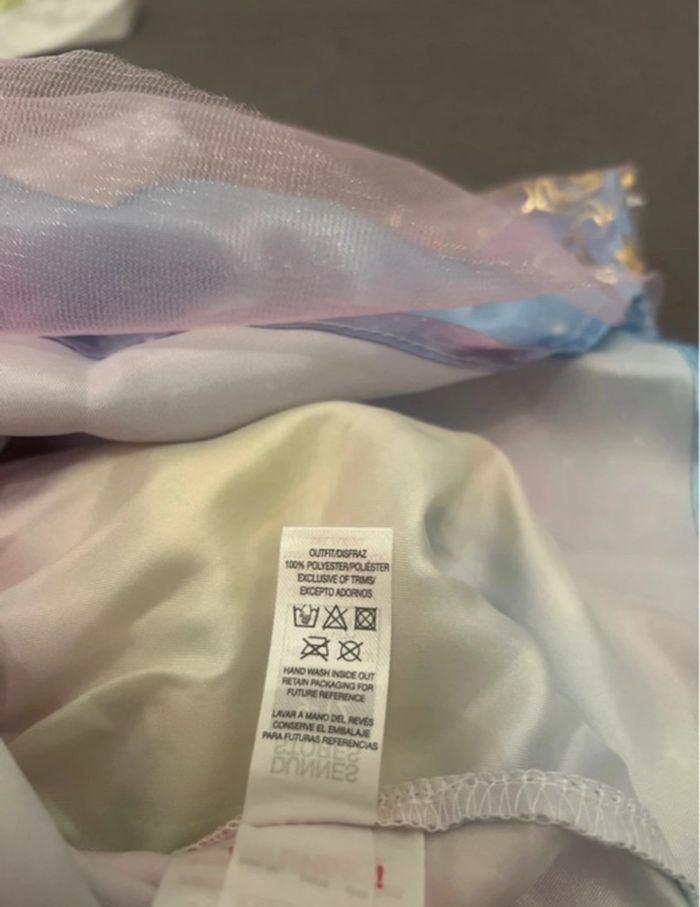 OUTFIT/DISFRAZ
100% POLYESTER/POLIÉSTER
EXCLUSIVE OF TRIMS/
EXCEPTO ADORNOS
HAND WASH INSIDE OUT
RETAIN PACKAGING FOR
FUTURE REFERENCE
LAVAR A MANO DEL REVÉS
CONSERVE EL EMBALAJE
PARA FUTURAS REFERENCIAS
DUNNES
STORES